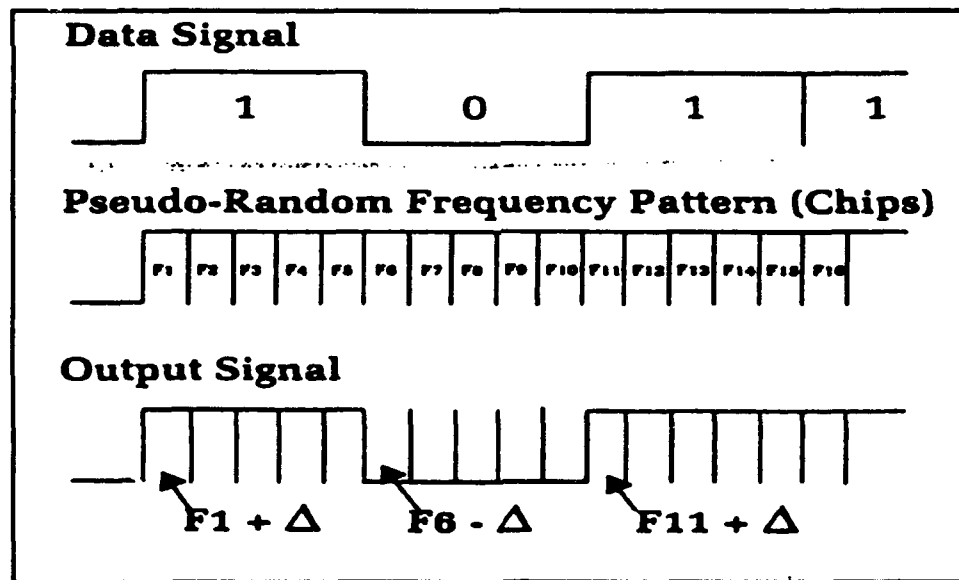 Data Signal
1 0 1 1
Pseudo-Random Frequency Pattern (Chips)
F1 F2 F3 F4 F5 F6 F7 F8 F9 F10 F11 F12 F13 F14 F15 F16
Output Signal
F1 + Δ F6 - Δ F11 + Δ